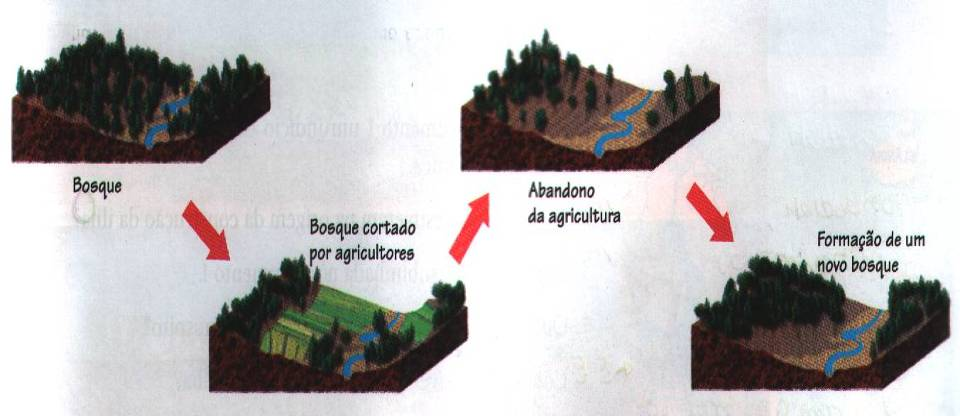 Bosque
Bosque cortado
por agricultores
Abandono
da agricultura
Formação de um
novo bosque